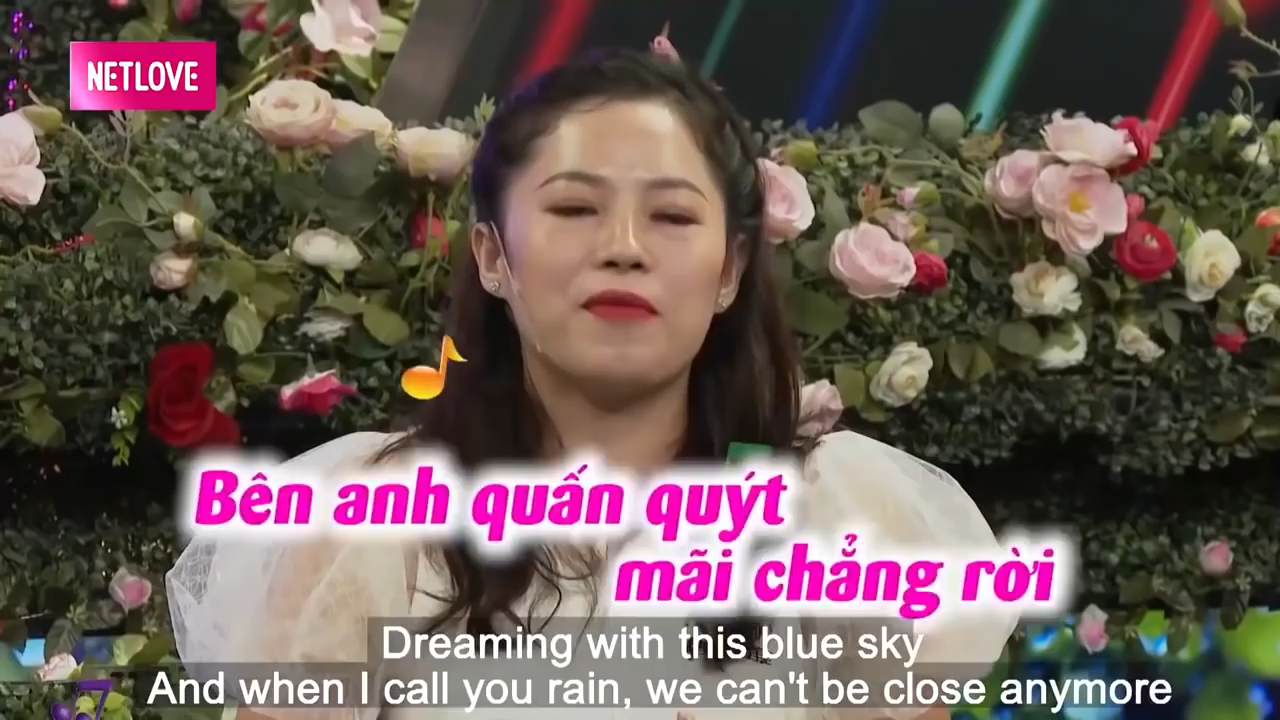 NETLOVE
Bên anh quấn quýt
mãi chẳng rời
Dreaming with this blue sky
And when I call you rain, we can't be close anymore